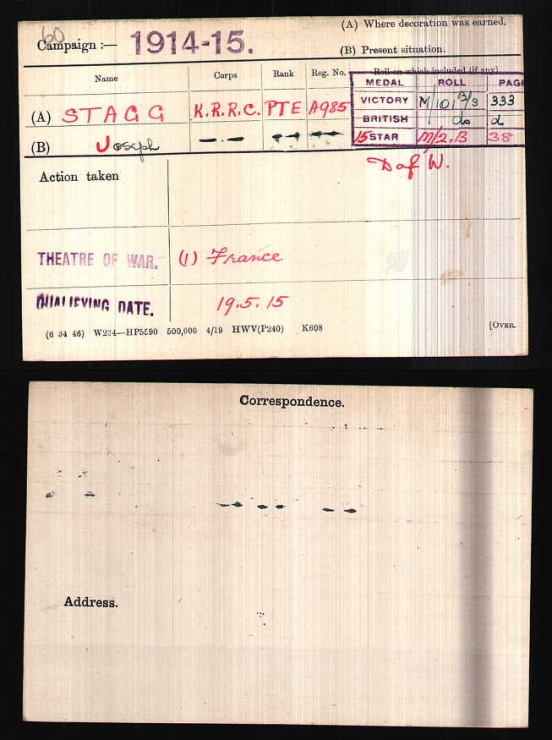 60
Campaign :— 1914-15.
(A) Where decoration was earned.
(B) Present situation.
Name Corps Rank Reg. No. Roll on which included (if any)
MEDAL ROLL PAGE
(A) STAGG K.R.R.C. PTE A985 VICTORY M/101 B/3 333
BRITISH do do
(B) Joseph — — " " " " 15 STAR M/2.B 38
D of W.
Action taken
THEATRE OF WAR. (1) France
QUALIFYING DATE. 19.5.15
(6 34 46) W234—HP5590 500,000 4/19 HWV(P240) K608 [OVER.
Correspondence.
Address.